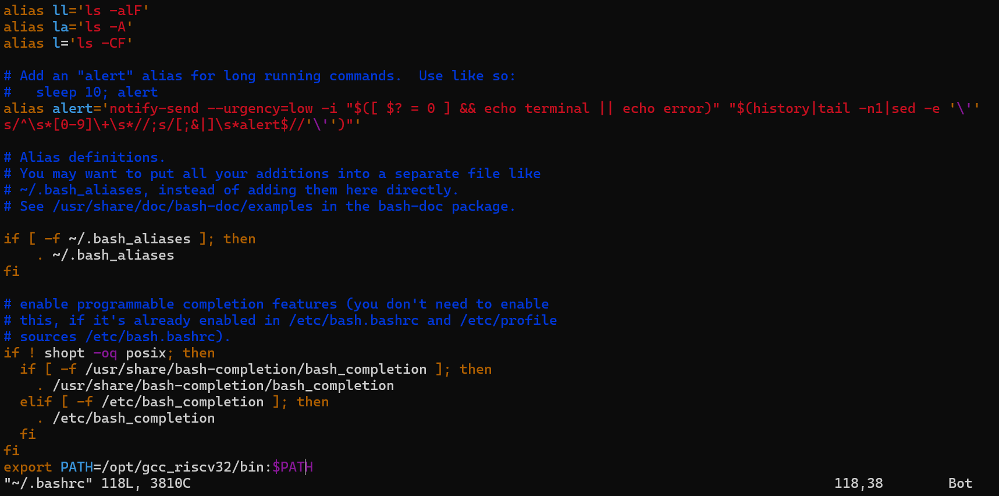 alias ll='ls -alF'
alias la='ls -A'
alias l='ls -CF'

# Add an "alert" alias for long running commands.  Use like so:
#   sleep 10; alert
alias alert='notify-send --urgency=low -i "$([ $? = 0 ] && echo terminal || echo error)" "$(history|tail -n1|sed -e '\''
s/^\s*[0-9]\+\s*//;s/[;&|]\s*alert$//'\'')"'

# Alias definitions.
# You may want to put all your additions into a separate file like
# ~/.bash_aliases, instead of adding them here directly.
# See /usr/share/doc/bash-doc/examples in the bash-doc package.

if [ -f ~/.bash_aliases ]; then
    . ~/.bash_aliases
fi

# enable programmable completion features (you don't need to enable
# this, if it's already enabled in /etc/bash.bashrc and /etc/profile
# sources /etc/bash.bashrc).
if ! shopt -oq posix; then
  if [ -f /usr/share/bash-completion/bash_completion ]; then
    . /usr/share/bash-completion/bash_completion
  elif [ -f /etc/bash_completion ]; then
    . /etc/bash_completion
  fi
fi
export PATH=/opt/gcc_riscv32/bin:$PATH
"~/.bashrc" 118L, 3810C 118,38 Bot